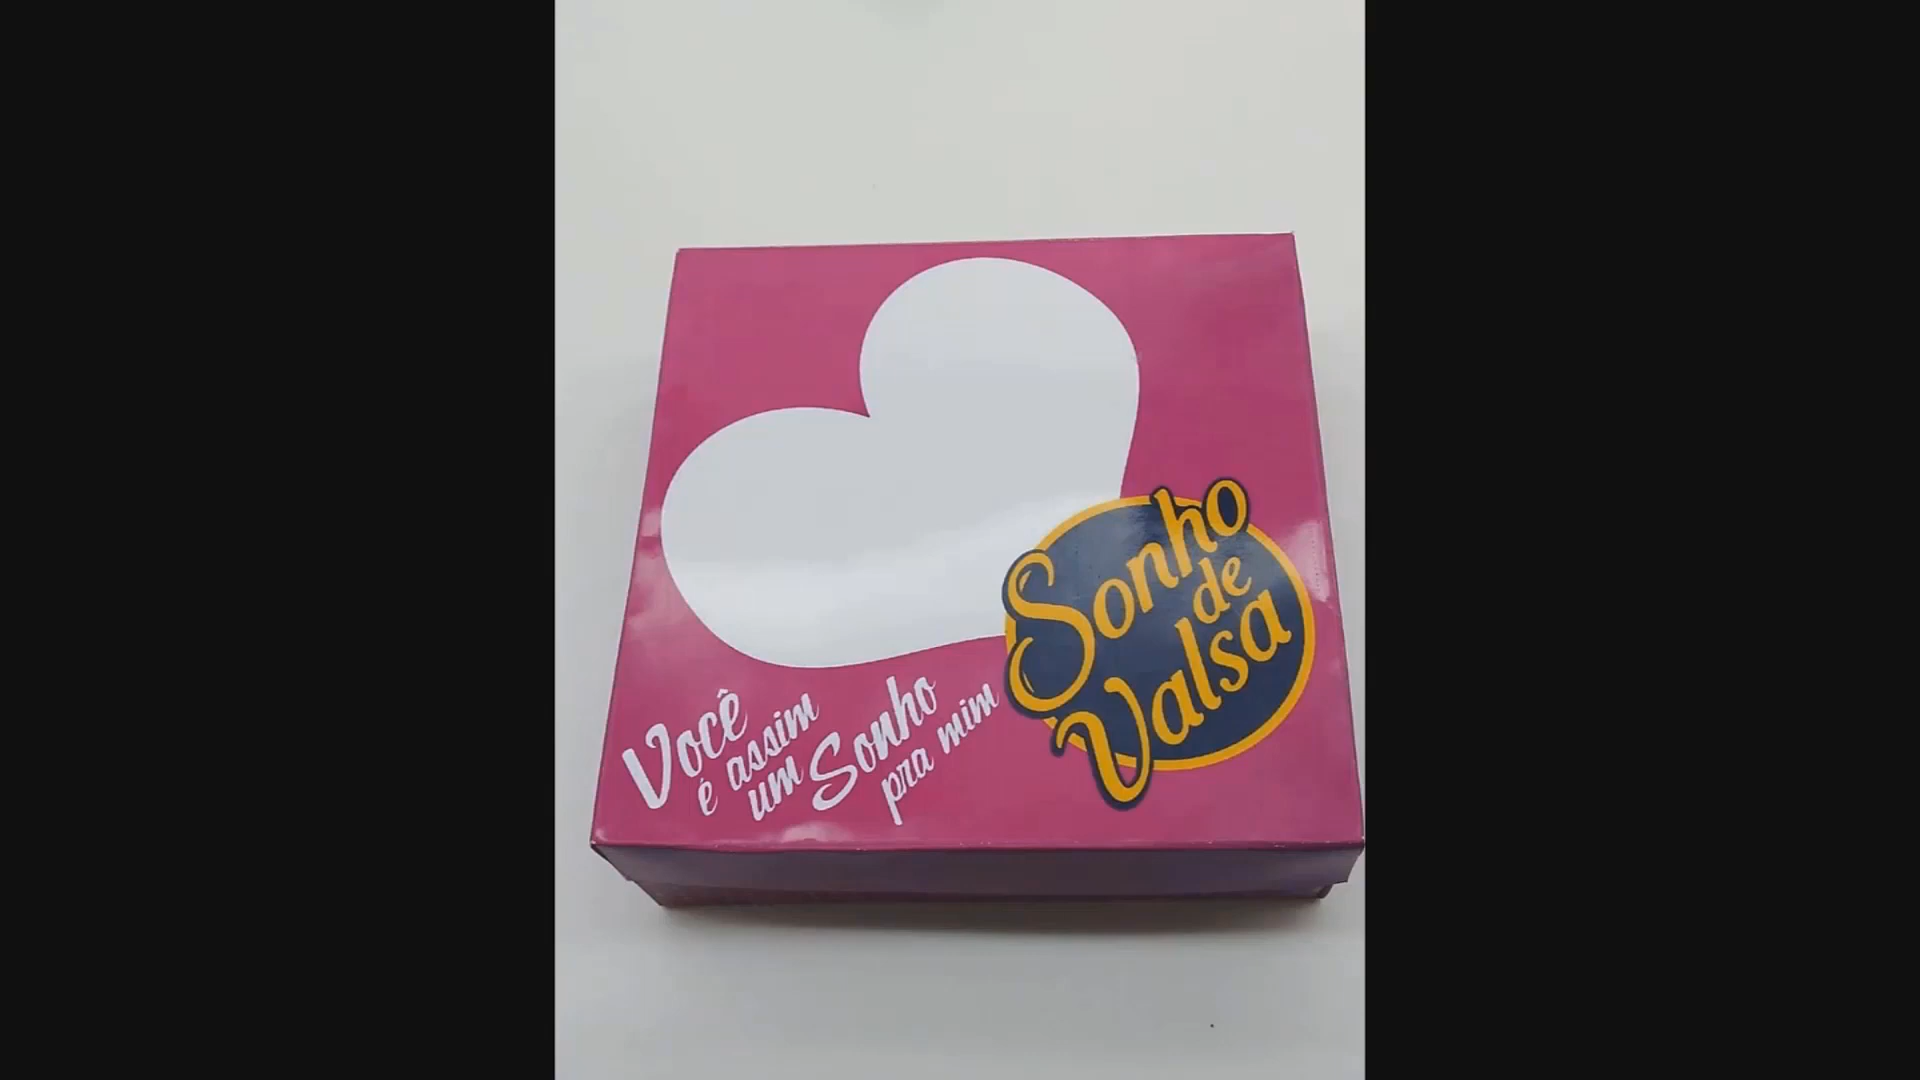 Sonho
de
Valsa
Você
é assim
um Sonho
pra mim